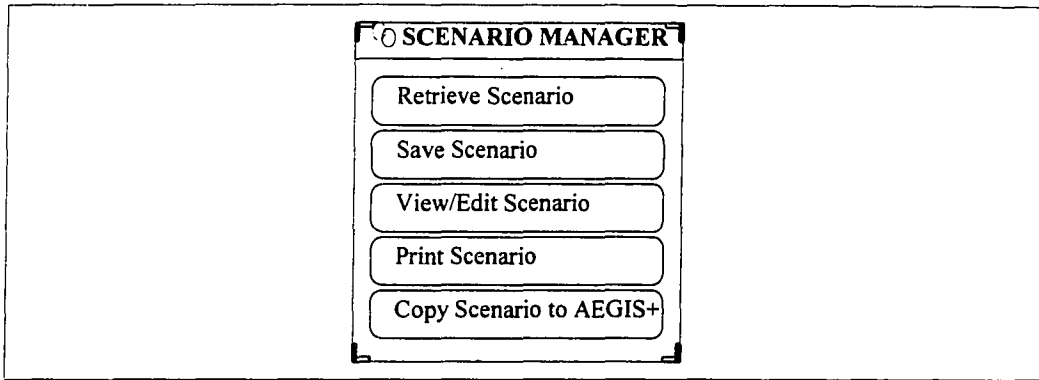 SCENARIO MANAGER
Retrieve Scenario
Save Scenario
View/Edit Scenario
Print Scenario
Copy Scenario to AEGIS+